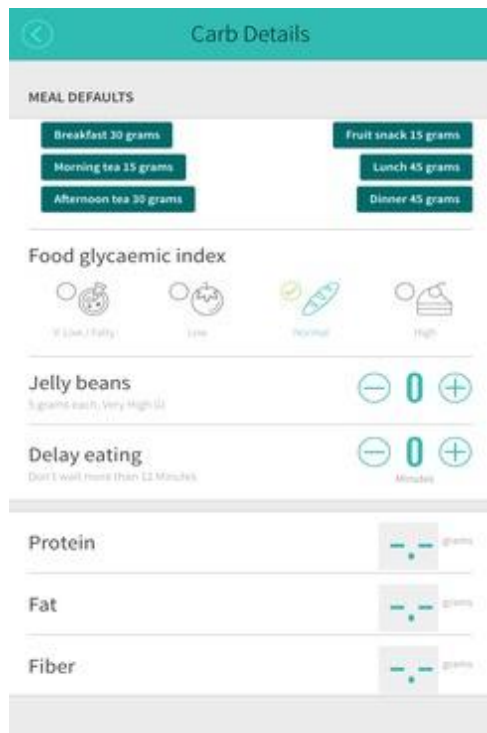 Carb Details
MEAL DEFAULTS
Breakfast 30 grams
Fruit snack 15 grams
Morning tea 15 grams
Lunch 45 grams
Afternoon tea 30 grams
Dinner 45 grams
Food glycaemic index
V Low / Fatty
Low
Normal
High
Jelly beans
5 grams each, Very High GI
0
Delay eating
Don't wait more than 12 Minutes
0
Minutes
Protein
-.- grams
Fat
-.- grams
Fiber
-.- grams